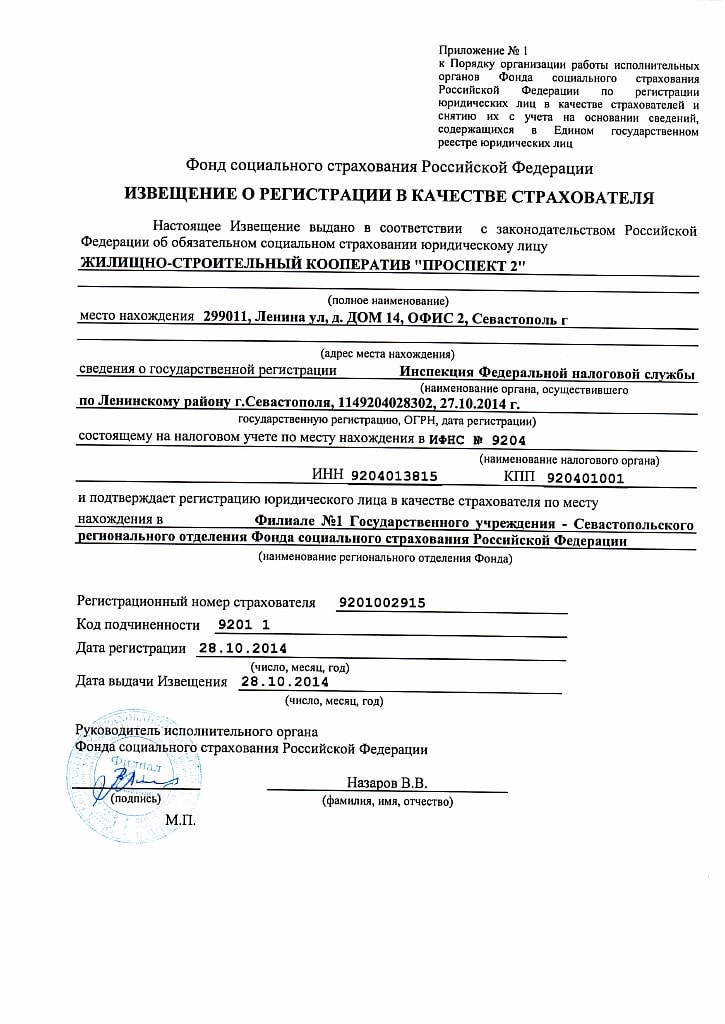 Приложение № 1
к Порядку организации работы исполнительных
органов Фонда социального страхования
Российской Федерации по регистрации
юридических лиц в качестве страхователей и
снятию их с учета на основании сведений,
содержащихся в Едином государственном
реестре юридических лиц
Фонд социального страхования Российской Федерации
ИЗВЕЩЕНИЕ О РЕГИСТРАЦИИ В КАЧЕСТВЕ СТРАХОВАТЕЛЯ
Настоящее Извещение выдано в соответствии с законодательством Российской
Федерации об обязательном социальном страховании юридическому лицу
ЖИЛИЩНО-СТРОИТЕЛЬНЫЙ КООПЕРАТИВ "ПРОСПЕКТ 2"
(полное наименование)
место нахождения 299011, Ленина ул, д. ДОМ 14, ОФИС 2, Севастополь г
(адрес места нахождения)
сведения о государственной регистрации Инспекция Федеральной налоговой службы
(наименование органа, осуществившего
по Ленинскому району г.Севастополя, 1149204028302, 27.10.2014 г.
государственную регистрацию, ОГРН, дата регистрации)
состоящему на налоговом учете по месту нахождения в ИФНС № 9204
(наименование налогового органа)
ИНН 9204013815 КПП 920401001
и подтверждает регистрацию юридического лица в качестве страхователя по месту
нахождения в Филиале №1 Государственного учреждения - Севастопольского
регионального отделения Фонда социального страхования Российской Федерации
(наименование регионального отделения Фонда)
Регистрационный номер страхователя 9201002915
Код подчиненности 9201 1
Дата регистрации 28.10.2014
(число, месяц, год)
Дата выдачи Извещения 28.10.2014
(число, месяц, год)
Руководитель исполнительного органа
Фонда социального страхования Российской Федерации
Филиал
Назаров В.В.
(подпись) (фамилия, имя, отчество)
М.П.